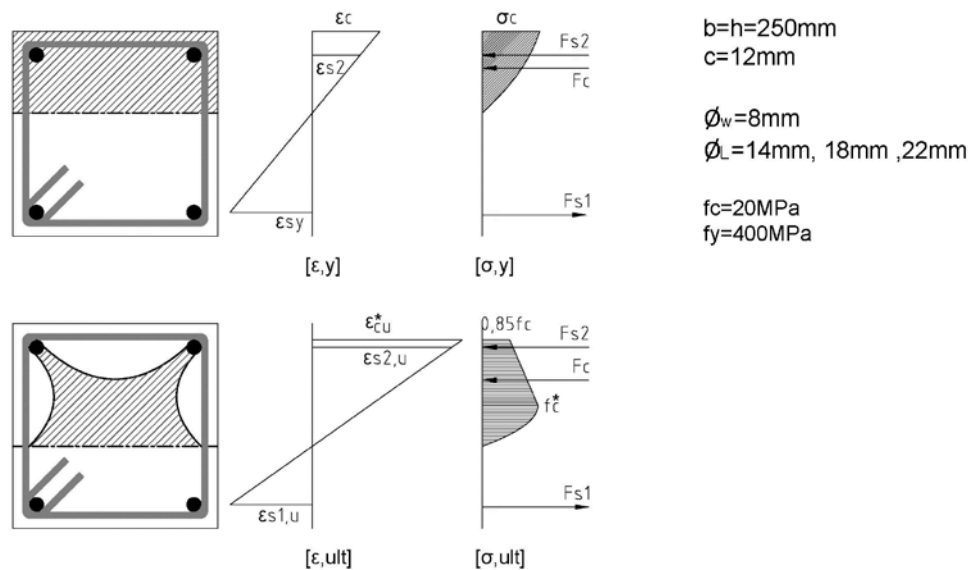 εc
εs2
εsy
[ε,y]
σc
Fs2
Fc
Fs1
[σ,y]
b=h=250mm
c=12mm
Øw=8mm
ØL=14mm, 18mm ,22mm
fc=20MPa
fy=400MPa
ε*cu
εs2,u
εs1,u
[ε,ult]
0,85fc
Fs2
Fc
fc*
Fs1
[σ,ult]